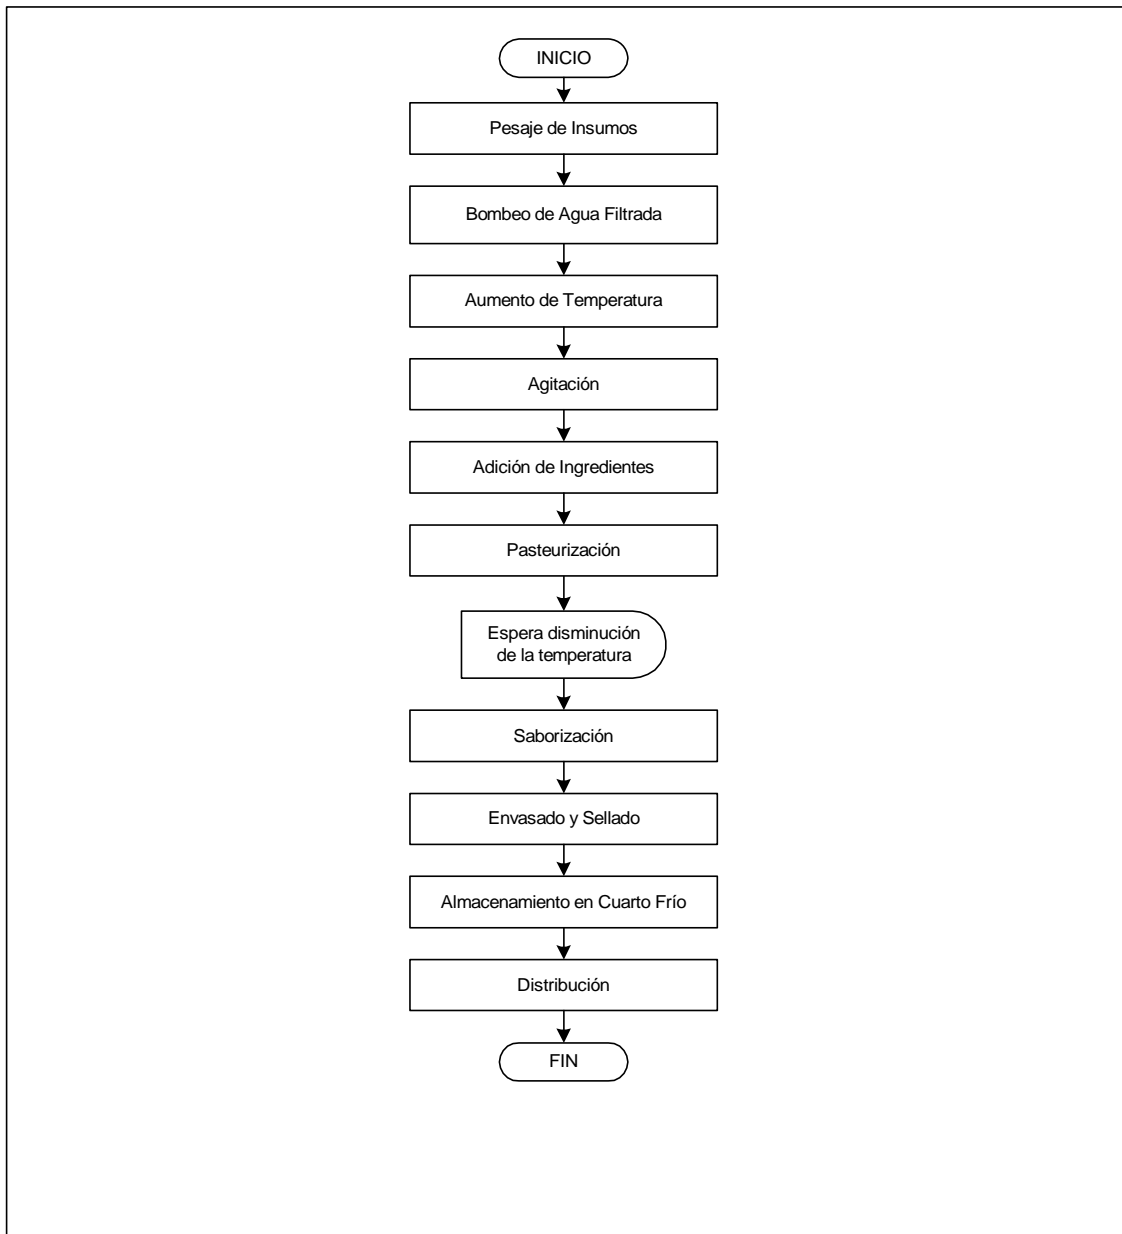 INICIO
Pesaje de Insumos
Bombeo de Agua Filtrada
Aumento de Temperatura
Agitación
Adición de Ingredientes
Pasteurización
Espera disminución
de la temperatura
Saborización
Envasado y Sellado
Almacenamiento en Cuarto Frío
Distribución
FIN